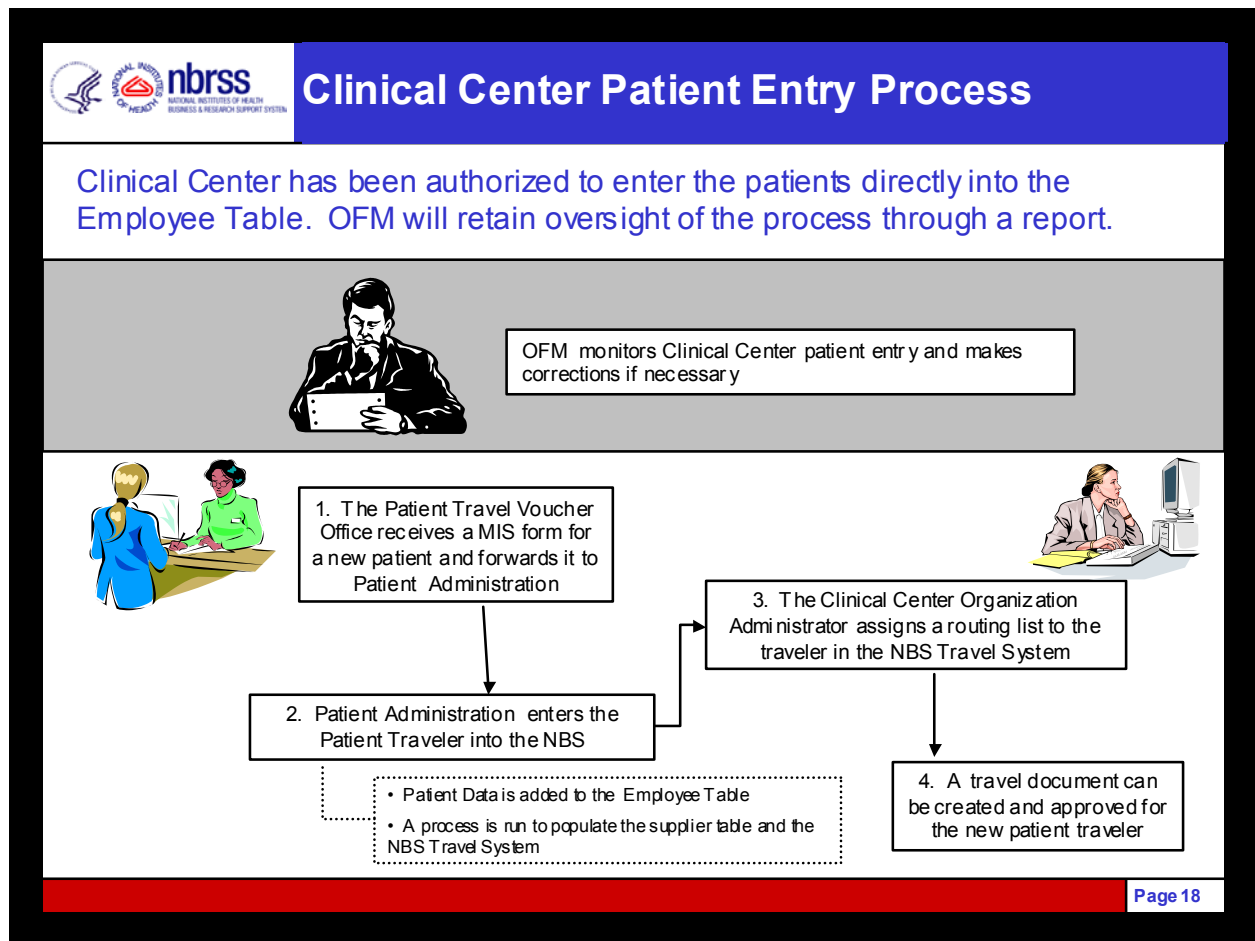 NATIONAL INSTITUTES OF HEALTH
nbrss
NATIONAL INSTITUTES OF HEALTH
BUSINESS & RESEARCH SUPPORT SYSTEM
Clinical Center Patient Entry Process
Clinical Center has been authorized to enter the patients directly into the
Employee Table. OFM will retain oversight of the process through a report.
OFM monitors Clinical Center patient entry and makes
corrections if necessary
1. The Patient Travel Voucher
Office receives a MIS form for
a new patient and forwards it to
Patient Administration
2. Patient Administration enters the
Patient Traveler into the NBS
• Patient Data is added to the Employee Table
• A process is run to populate the supplier table and the
NBS Travel System
3. The Clinical Center Organization
Administrator assigns a routing list to the
traveler in the NBS Travel System
4. A travel document can
be created and approved for
the new patient traveler
Page 18